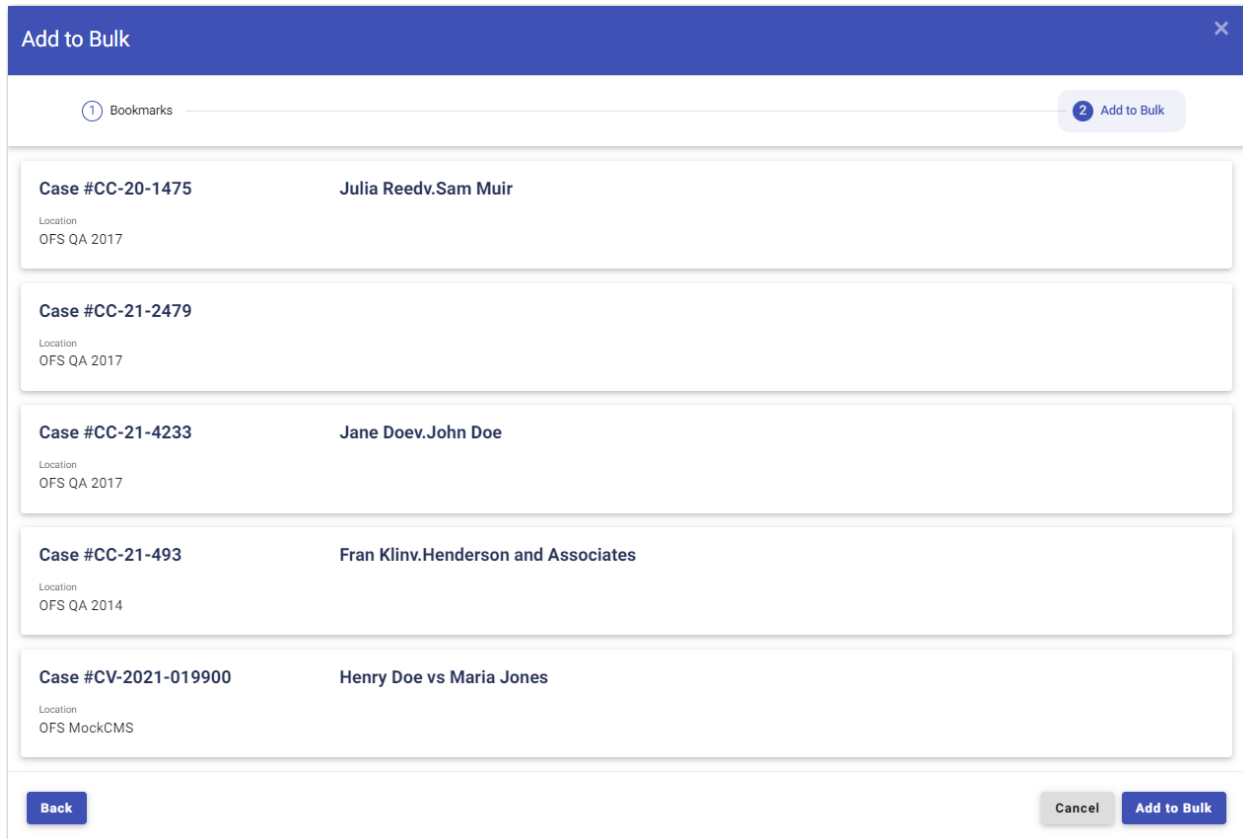 Add to Bulk
1 Bookmarks
2 Add to Bulk
Case #CC-20-1475 Julia Reedv.Sam Muir
Location
OFS QA 2017
Case #CC-21-2479
Location
OFS QA 2017
Case #CC-21-4233 Jane Doev.John Doe
Location
OFS QA 2017
Case #CC-21-493 Fran Klinv.Henderson and Associates
Location
OFS QA 2014
Case #CV-2021-019900 Henry Doe vs Maria Jones
Location
OFS MockCMS
Back Cancel Add to Bulk